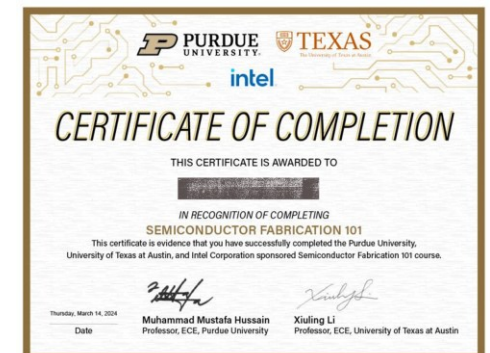 PURDUE UNIVERSITY®
TEXAS
The University of Texas at Austin
intel
CERTIFICATE OF COMPLETION
THIS CERTIFICATE IS AWARDED TO
IN RECOGNITION OF COMPLETING
SEMICONDUCTOR FABRICATION 101
This certificate is evidence that you have successfully completed the Purdue University,
University of Texas at Austin, and Intel Corporation sponsored Semiconductor Fabrication 101 course.
Thursday, March 14, 2024
Date
Muhammad Mustafa Hussain
Professor, ECE, Purdue University
Xiuling Li
Professor, ECE, University of Texas at Austin